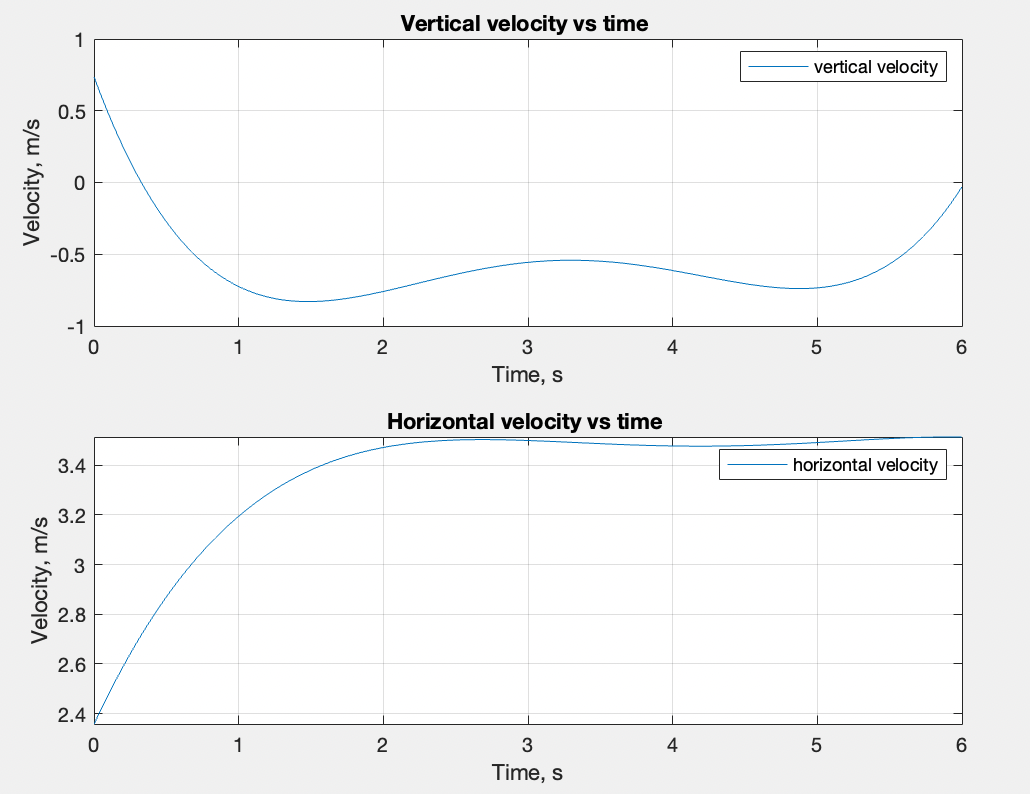 Vertical velocity vs time
1
0.5
0
-0.5
-1
Velocity, m/s
vertical velocity
0 1 2 3 4 5 6
Time, s
Horizontal velocity vs time
3.4
3.2
3
2.8
2.6
2.4
Velocity, m/s
horizontal velocity
0 1 2 3 4 5 6
Time, s